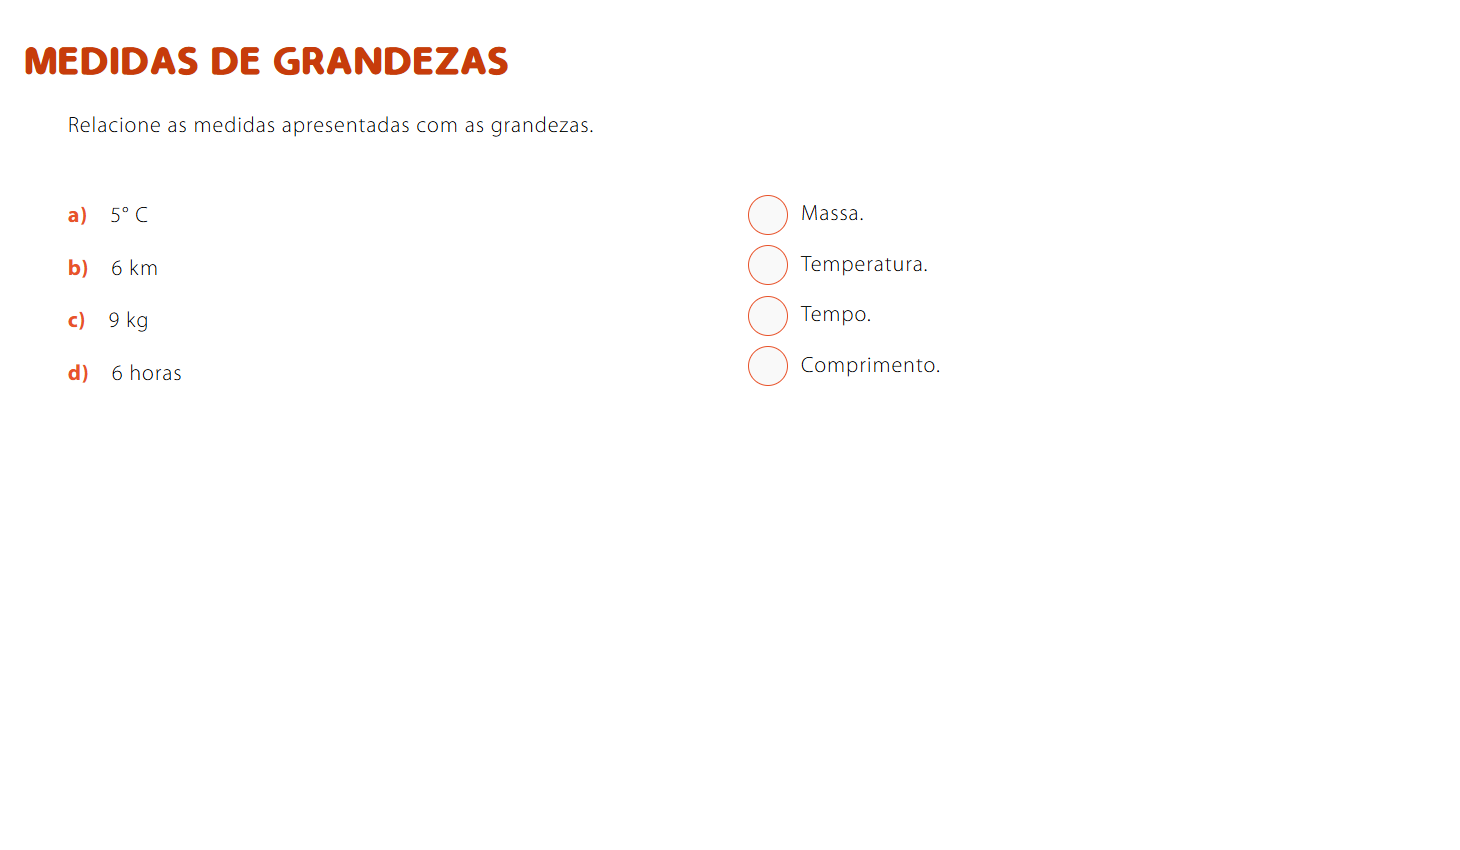 MEDIDAS DE GRANDEZAS
Relacione as medidas apresentadas com as grandezas.
a) 5° C
b) 6 km
c) 9 kg
d) 6 horas
Massa.
Temperatura.
Tempo.
Comprimento.